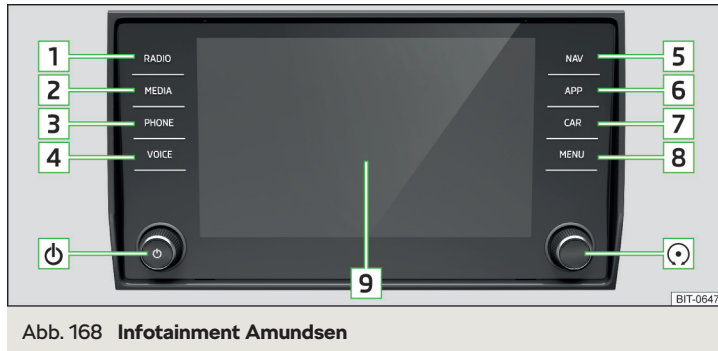 1 RADIO NAV 5
2 MEDIA APP 6
3 PHONE CAR 7
4 VOICE MENU 8
9
BIT-0647
Abb. 168 Infotainment Amundsen